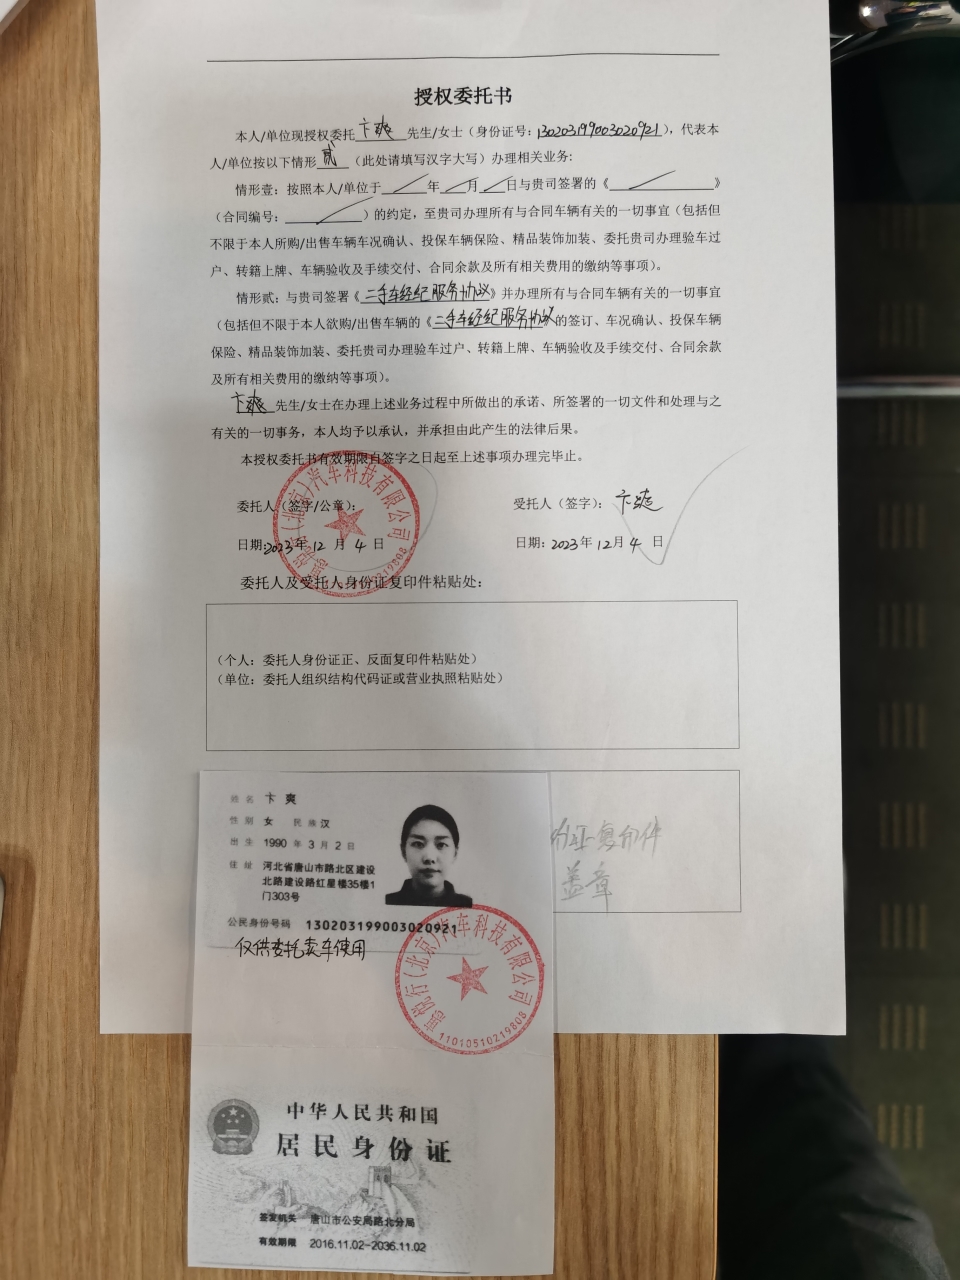 授权委托书
本人/单位现授权委托卞爽先生/女士（身份证号：130203199003020921），代表本
人/单位按以下情形贰（此处请填写汉字大写）办理相关业务：
情形壹：按照本人/单位于 年 月 日与贵司签署的《 》
（合同编号： ）的约定，至贵司办理所有与合同车辆有关的一切事宜（包括但
不限于本人所购/出售车辆车况确认、投保车辆保险、精品装饰加装、委托贵司办理验车过
户、转籍上牌、车辆验收及手续交付、合同余款及所有相关费用的缴纳等事项）。
情形贰：与贵司签署《二手车经纪服务协议》并办理所有与合同车辆有关的一切事宜
（包括但不限于本人欲购/出售车辆的《二手车经纪服务协议》的签订、车况确认、投保车辆
保险、精品装饰加装、委托贵司办理验车过户、转籍上牌、车辆验收及手续交付、合同余款
及所有相关费用的缴纳等事项）。
卞爽先生/女士在办理上述业务过程中所做出的承诺、所签署的一切文件和处理与之
有关的一切事务，本人均予以承认，并承担由此产生的法律后果。
本授权委托书有效期限自签字之日起至上述事项办理完毕止。
委托人（签字/公章）： 受托人（签字）：卞爽
日期：2023年12月4日 日期：2023年12月4日
悦行（北京）汽车科技有限公司
委托人及受托人身份证复印件粘贴处：
（个人：委托人身份证正、反面复印件粘贴处）
（单位：委托人组织结构代码证或营业执照粘贴处）
份证复印件
盖章
姓名 卞爽
性别 女 民族 汉
出生 1990年3月2日
住址 河北省唐山市路北区建设
北路建设路红星楼35楼1
门303号
公民身份号码 130203199003020921
仅供委托卖车使用
悦行（北京）汽车科技有限公司
11010510219808
中华人民共和国
居民身份证
签发机关 唐山市公安局路北分局
有效期限 2016.11.02-2036.11.02